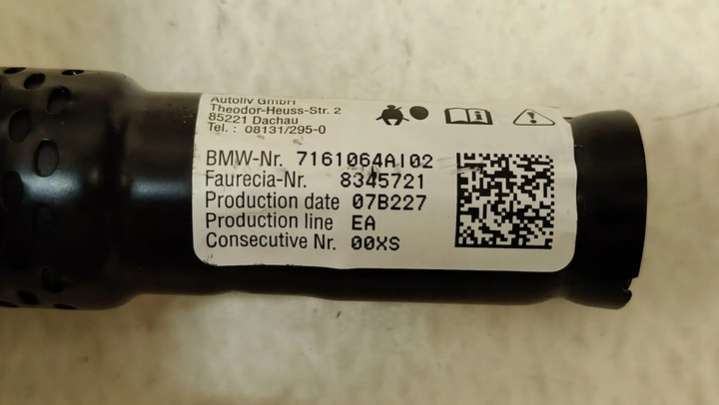 Autoliv GmbH
Theodor-Heuss-Str. 2
85221 Dachau
Tel. : 08131/295-0
BMW-Nr. 7161064AI02
Faurecia-Nr. 8345721
Production date 07B227
Production line EA
Consecutive Nr. 00XS